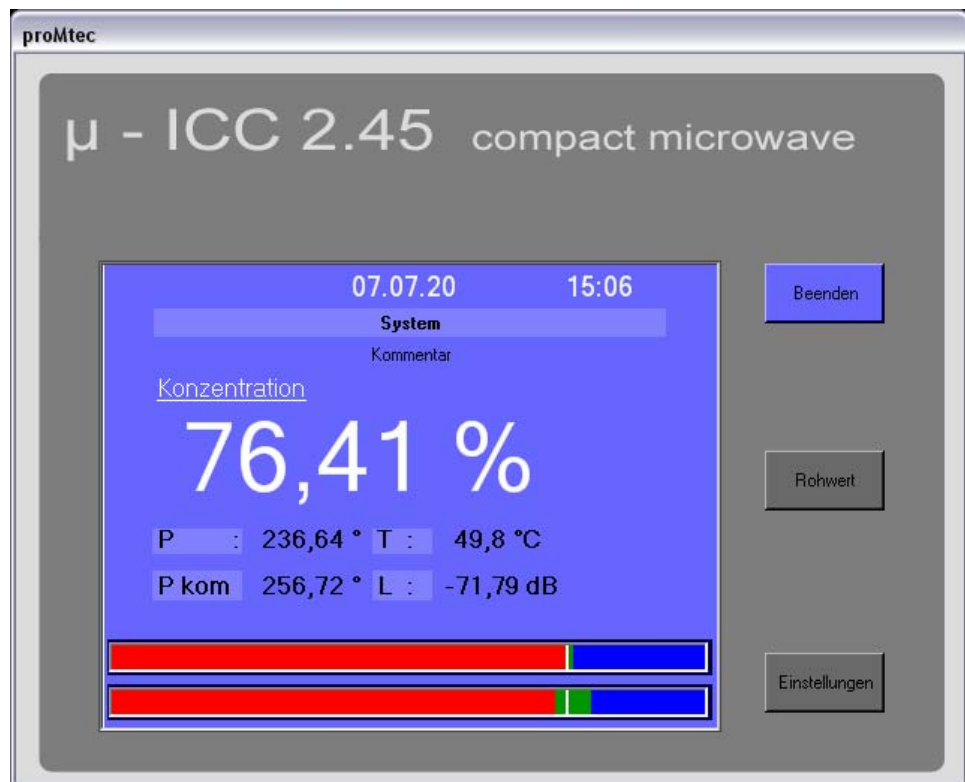 proMtec
µ - ICC 2.45 compact microwave
07.07.20 15:06
Beenden
System
Kommentar
Konzentration
76,41 %
Rohwert
P : 236,64 ° T : 49,8 °C
P kom 256,72 ° L : -71,79 dB
Einstellungen